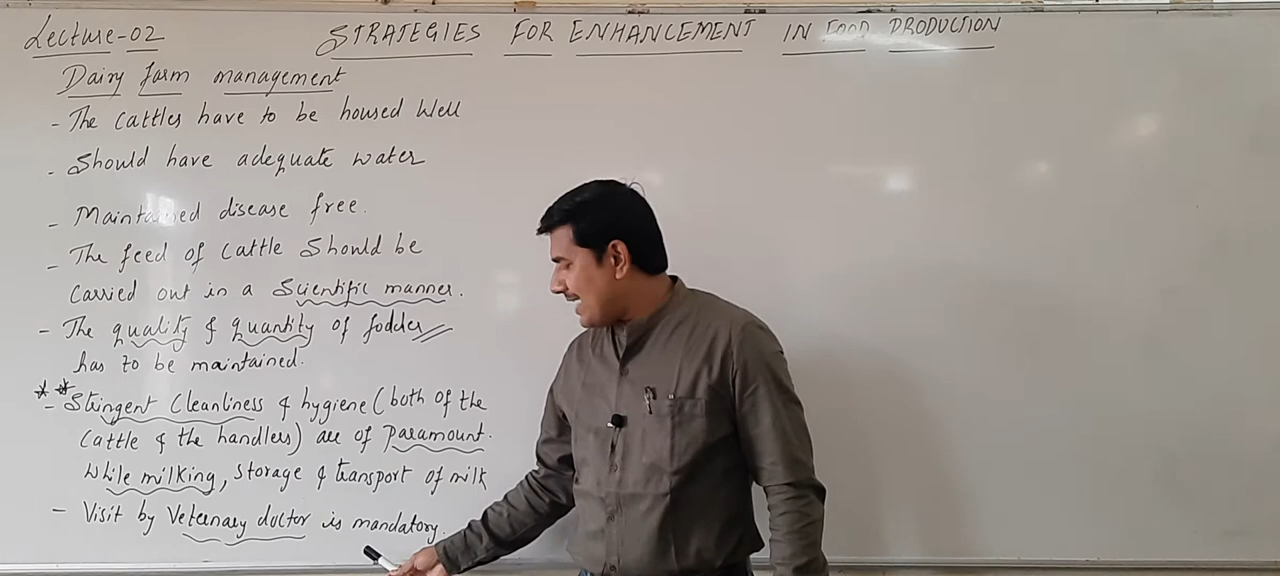 Lecture-02
STRATEGIES FOR ENHANCEMENT IN FOOD PRODUCTION
Dairy farm management
- The Cattles have to be housed well
- Should have adequate water
- Maintained disease free.
- The feed of Cattle Should be
Carried out in a Scientific manner.
- The quality & quantity of fodder
has to be maintained.
** - Stringent Cleanliness & hygiene (both of the
Cattle & the handlers) are of Paramount.
While milking, Storage & transport of milk
- Visit by Veternary doctor is mandatory.